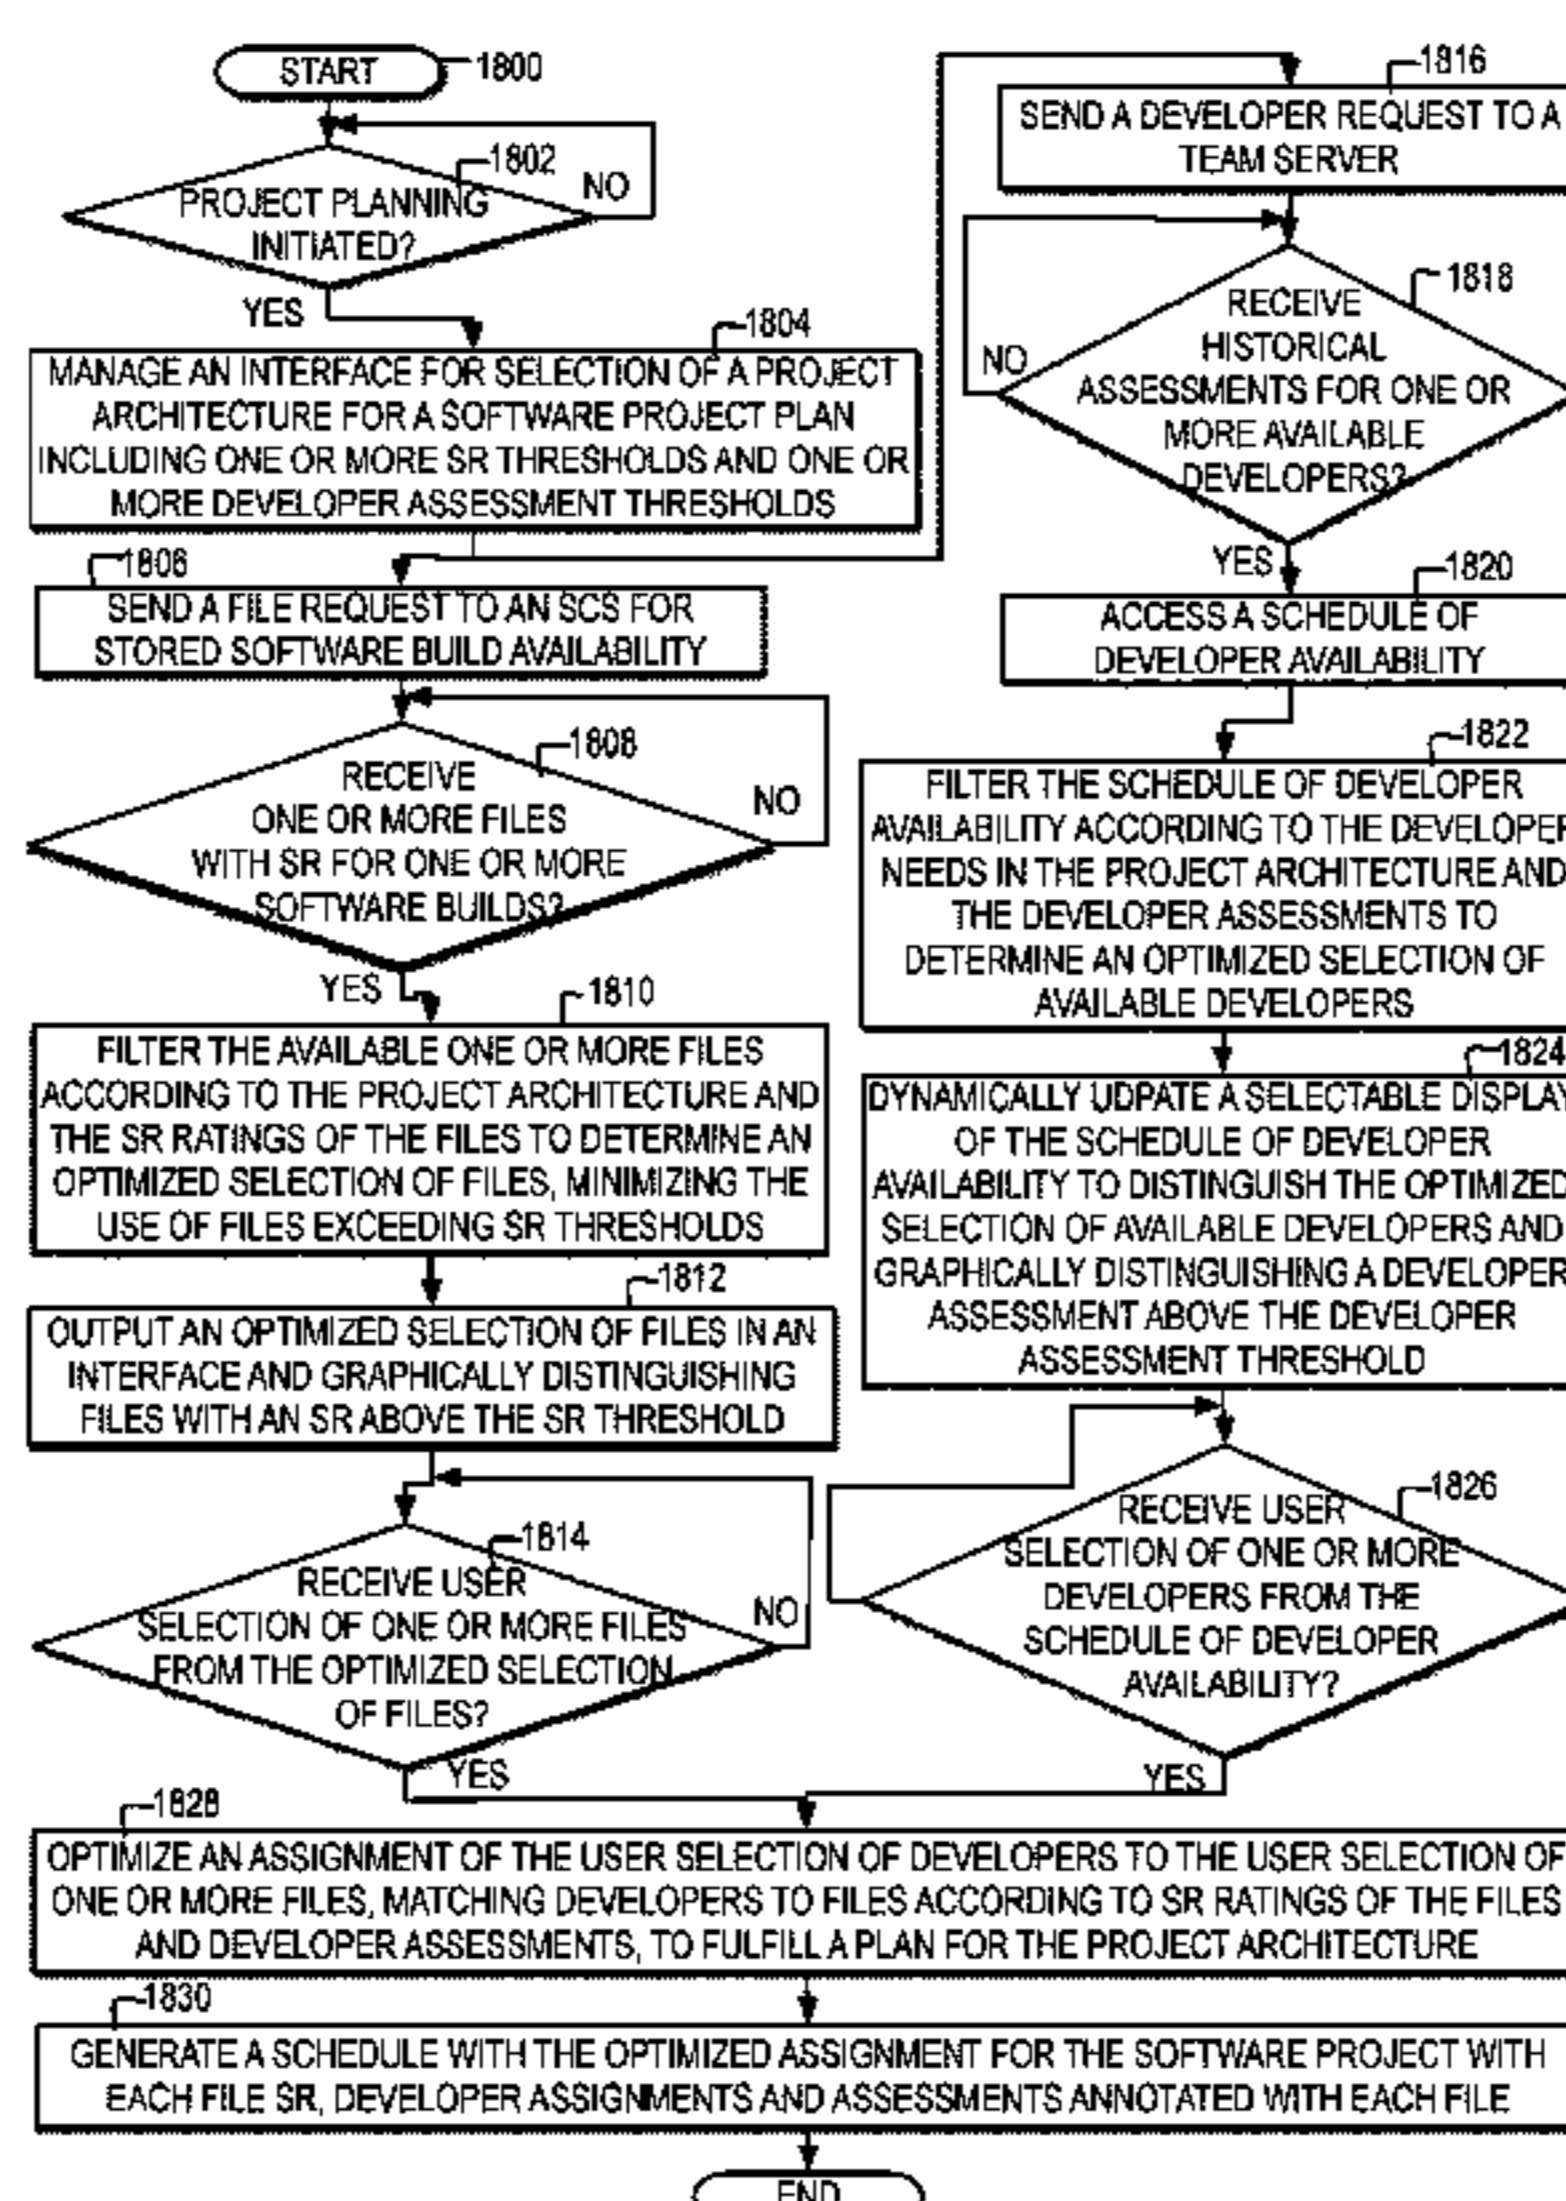 START
1800
1802
PROJECT PLANNING
INITIATED?
NO
YES
1804
MANAGE AN INTERFACE FOR SELECTION OF A PROJECT
ARCHITECTURE FOR A SOFTWARE PROJECT PLAN
INCLUDING ONE OR MORE SR THRESHOLDS AND ONE OR
MORE DEVELOPER ASSESSMENT THRESHOLDS
1806
SEND A FILE REQUEST TO AN SCS FOR
STORED SOFTWARE BUILD AVAILABILITY
1808
RECEIVE
ONE OR MORE FILES
WITH SR FOR ONE OR MORE
SOFTWARE BUILDS?
NO
YES
1810
FILTER THE AVAILABLE ONE OR MORE FILES
ACCORDING TO THE PROJECT ARCHITECTURE AND
THE SR RATINGS OF THE FILES TO DETERMINE AN
OPTIMIZED SELECTION OF FILES, MINIMIZING THE
USE OF FILES EXCEEDING SR THRESHOLDS
1812
OUTPUT AN OPTIMIZED SELECTION OF FILES IN AN
INTERFACE AND GRAPHICALLY DISTINGUISHING
FILES WITH AN SR ABOVE THE SR THRESHOLD
1814
RECEIVE USER
SELECTION OF ONE OR MORE FILES
FROM THE OPTIMIZED SELECTION
OF FILES?
NO
YES
1816
SEND A DEVELOPER REQUEST TO A
TEAM SERVER
1818
RECEIVE
HISTORICAL
ASSESSMENTS FOR ONE OR
MORE AVAILABLE
DEVELOPERS?
NO
YES
1820
ACCESS A SCHEDULE OF
DEVELOPER AVAILABILITY
1822
FILTER THE SCHEDULE OF DEVELOPER
AVAILABILITY ACCORDING TO THE DEVELOPER
NEEDS IN THE PROJECT ARCHITECTURE AND
THE DEVELOPER ASSESSMENTS TO
DETERMINE AN OPTIMIZED SELECTION OF
AVAILABLE DEVELOPERS
1824
DYNAMICALLY UDPATE A SELECTABLE DISPLAY
OF THE SCHEDULE OF DEVELOPER
AVAILABILITY TO DISTINGUISH THE OPTIMIZED
SELECTION OF AVAILABLE DEVELOPERS AND
GRAPHICALLY DISTINGUISHING A DEVELOPER
ASSESSMENT ABOVE THE DEVELOPER
ASSESSMENT THRESHOLD
1826
RECEIVE USER
SELECTION OF ONE OR MORE
DEVELOPERS FROM THE
SCHEDULE OF DEVELOPER
AVAILABILITY?
YES
1828
OPTIMIZE AN ASSIGNMENT OF THE USER SELECTION OF DEVELOPERS TO THE USER SELECTION OF
ONE OR MORE FILES, MATCHING DEVELOPERS TO FILES ACCORDING TO SR RATINGS OF THE FILES
AND DEVELOPER ASSESSMENTS, TO FULFILL A PLAN FOR THE PROJECT ARCHITECTURE
1830
GENERATE A SCHEDULE WITH THE OPTIMIZED ASSIGNMENT FOR THE SOFTWARE PROJECT WITH
EACH FILE SR, DEVELOPER ASSIGNMENTS AND ASSESSMENTS ANNOTATED WITH EACH FILE
END